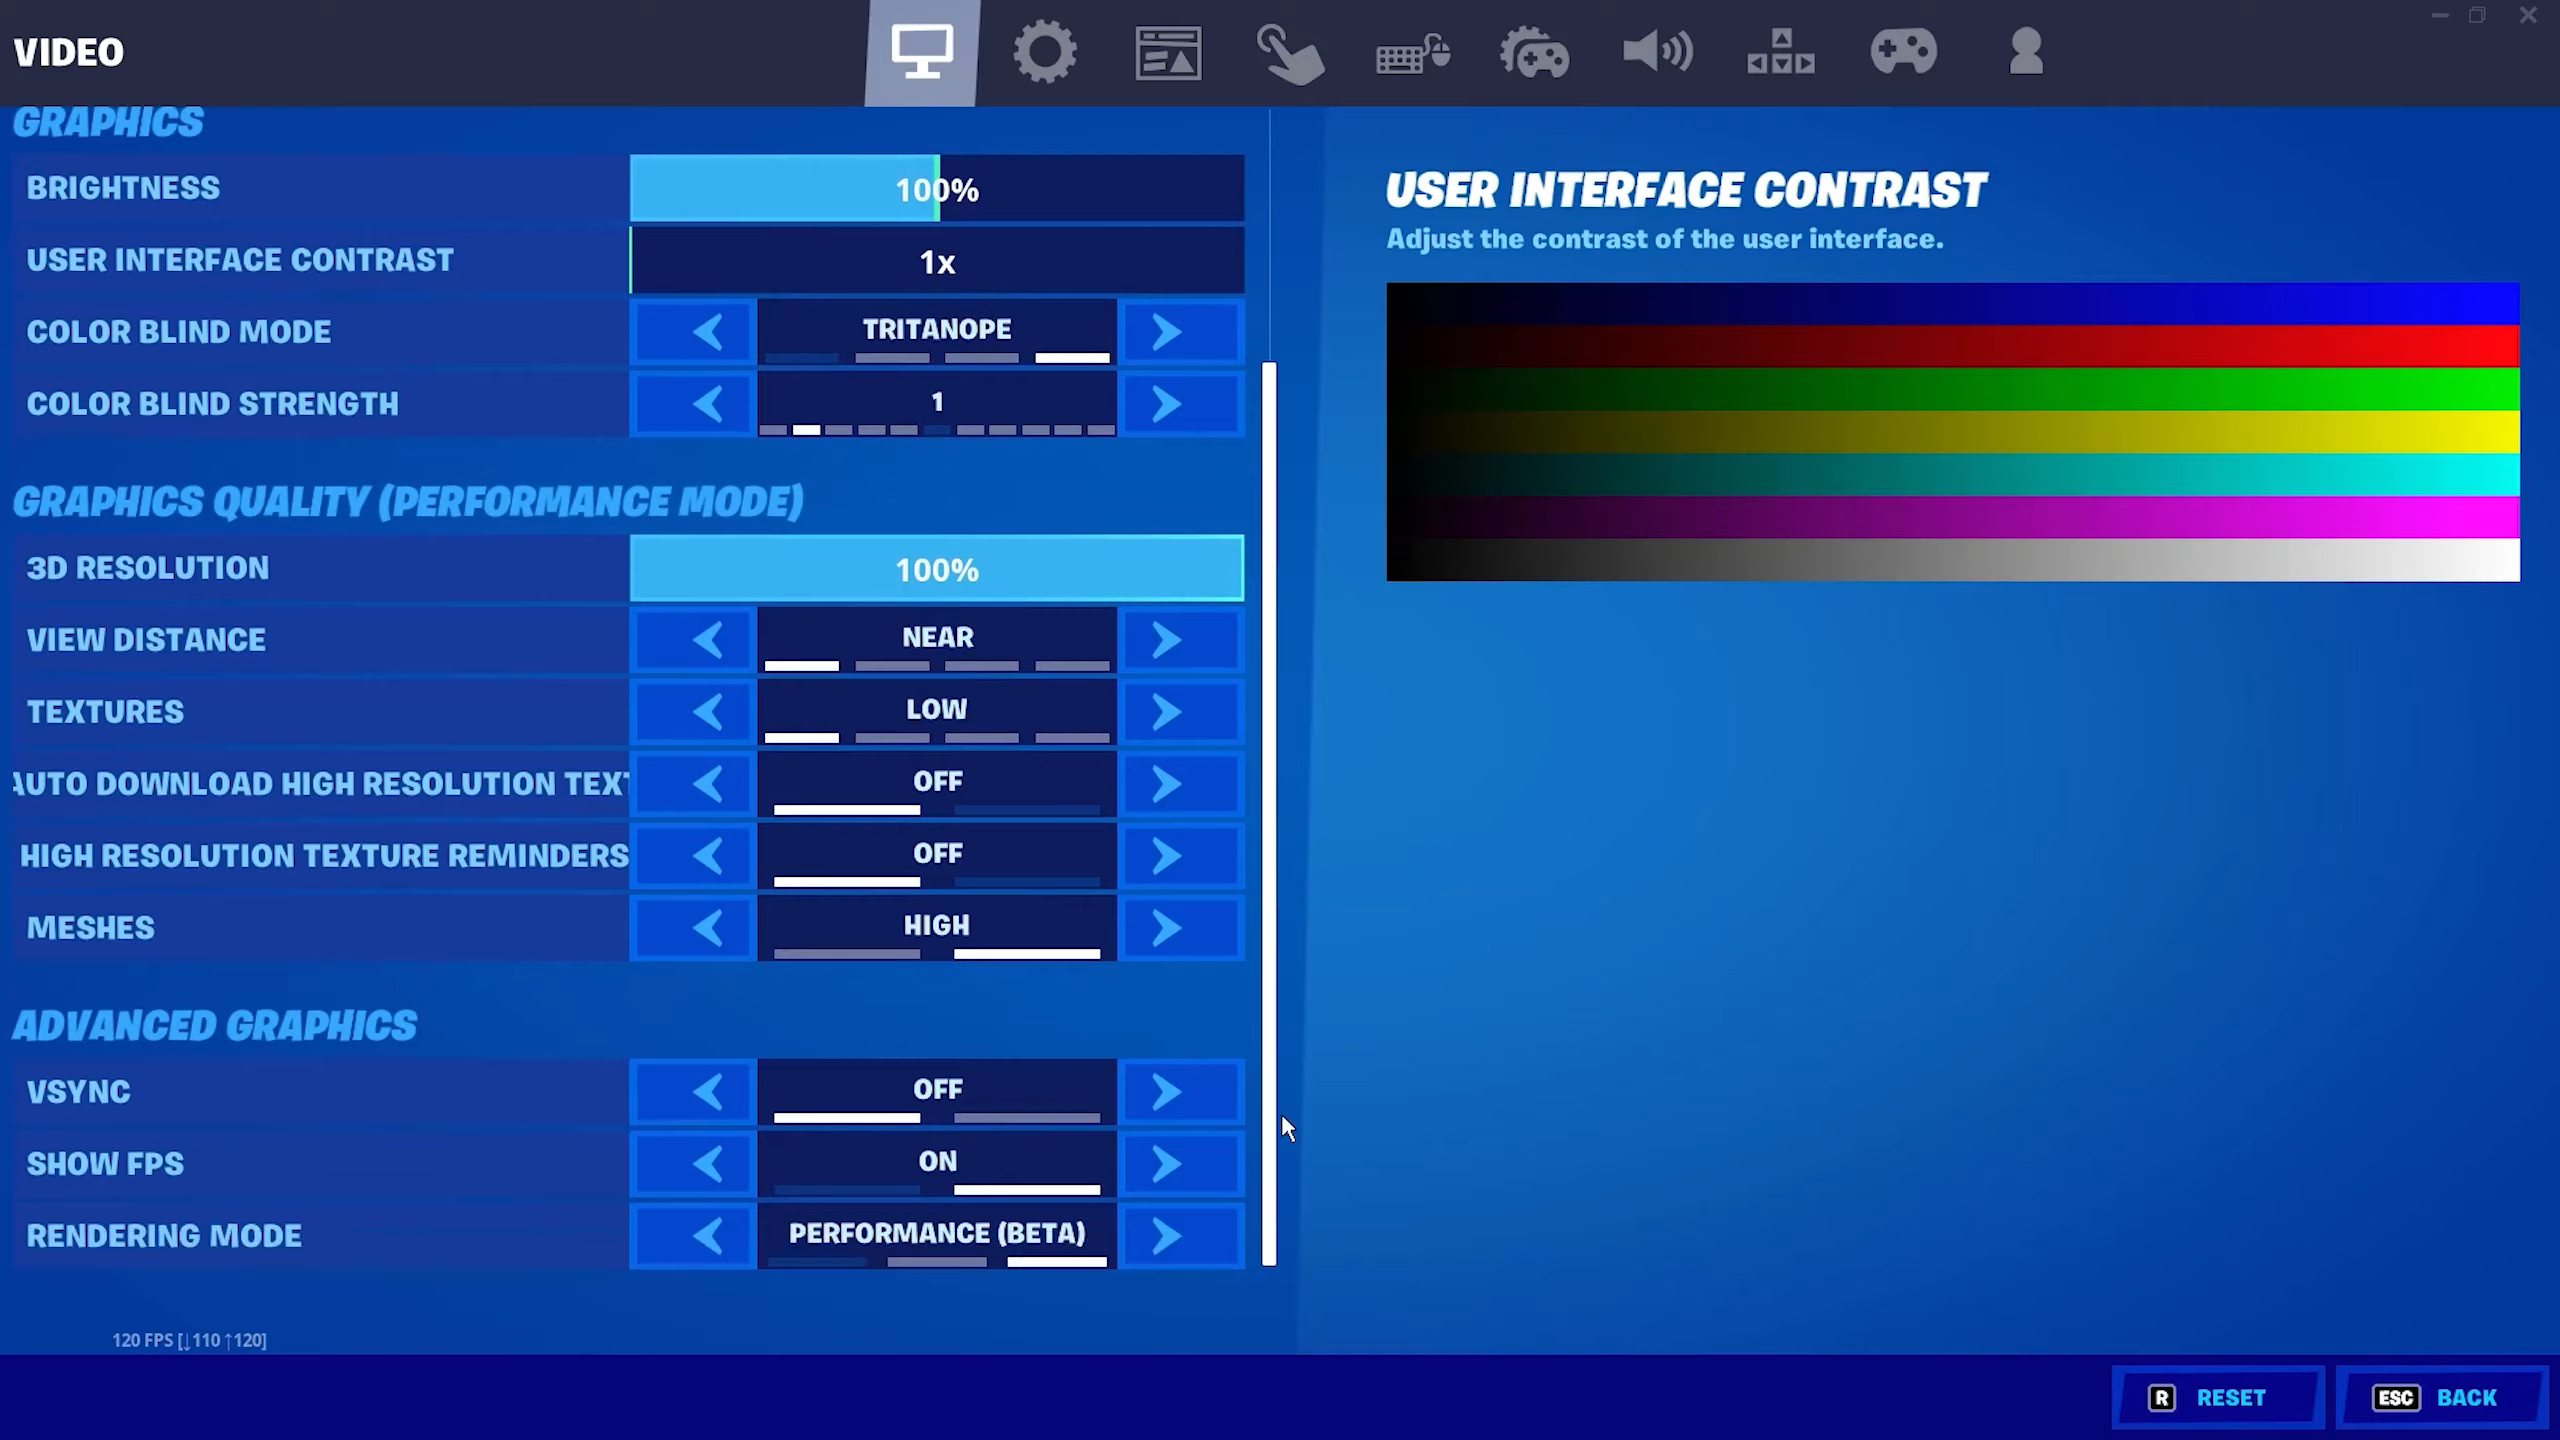 VIDEO
GRAPHICS
BRIGHTNESS
100%
USER INTERFACE CONTRAST
1x
COLOR BLIND MODE
TRITANOPE
COLOR BLIND STRENGTH
1
GRAPHICS QUALITY (PERFORMANCE MODE)
3D RESOLUTION
100%
VIEW DISTANCE
NEAR
TEXTURES
LOW
AUTO DOWNLOAD HIGH RESOLUTION TEXT
OFF
HIGH RESOLUTION TEXTURE REMINDERS
OFF
MESHES
HIGH
ADVANCED GRAPHICS
VSYNC
OFF
SHOW FPS
ON
RENDERING MODE
PERFORMANCE (BETA)
120 FPS [↓110 ↑120]
USER INTERFACE CONTRAST
Adjust the contrast of the user interface.
R RESET
ESC BACK